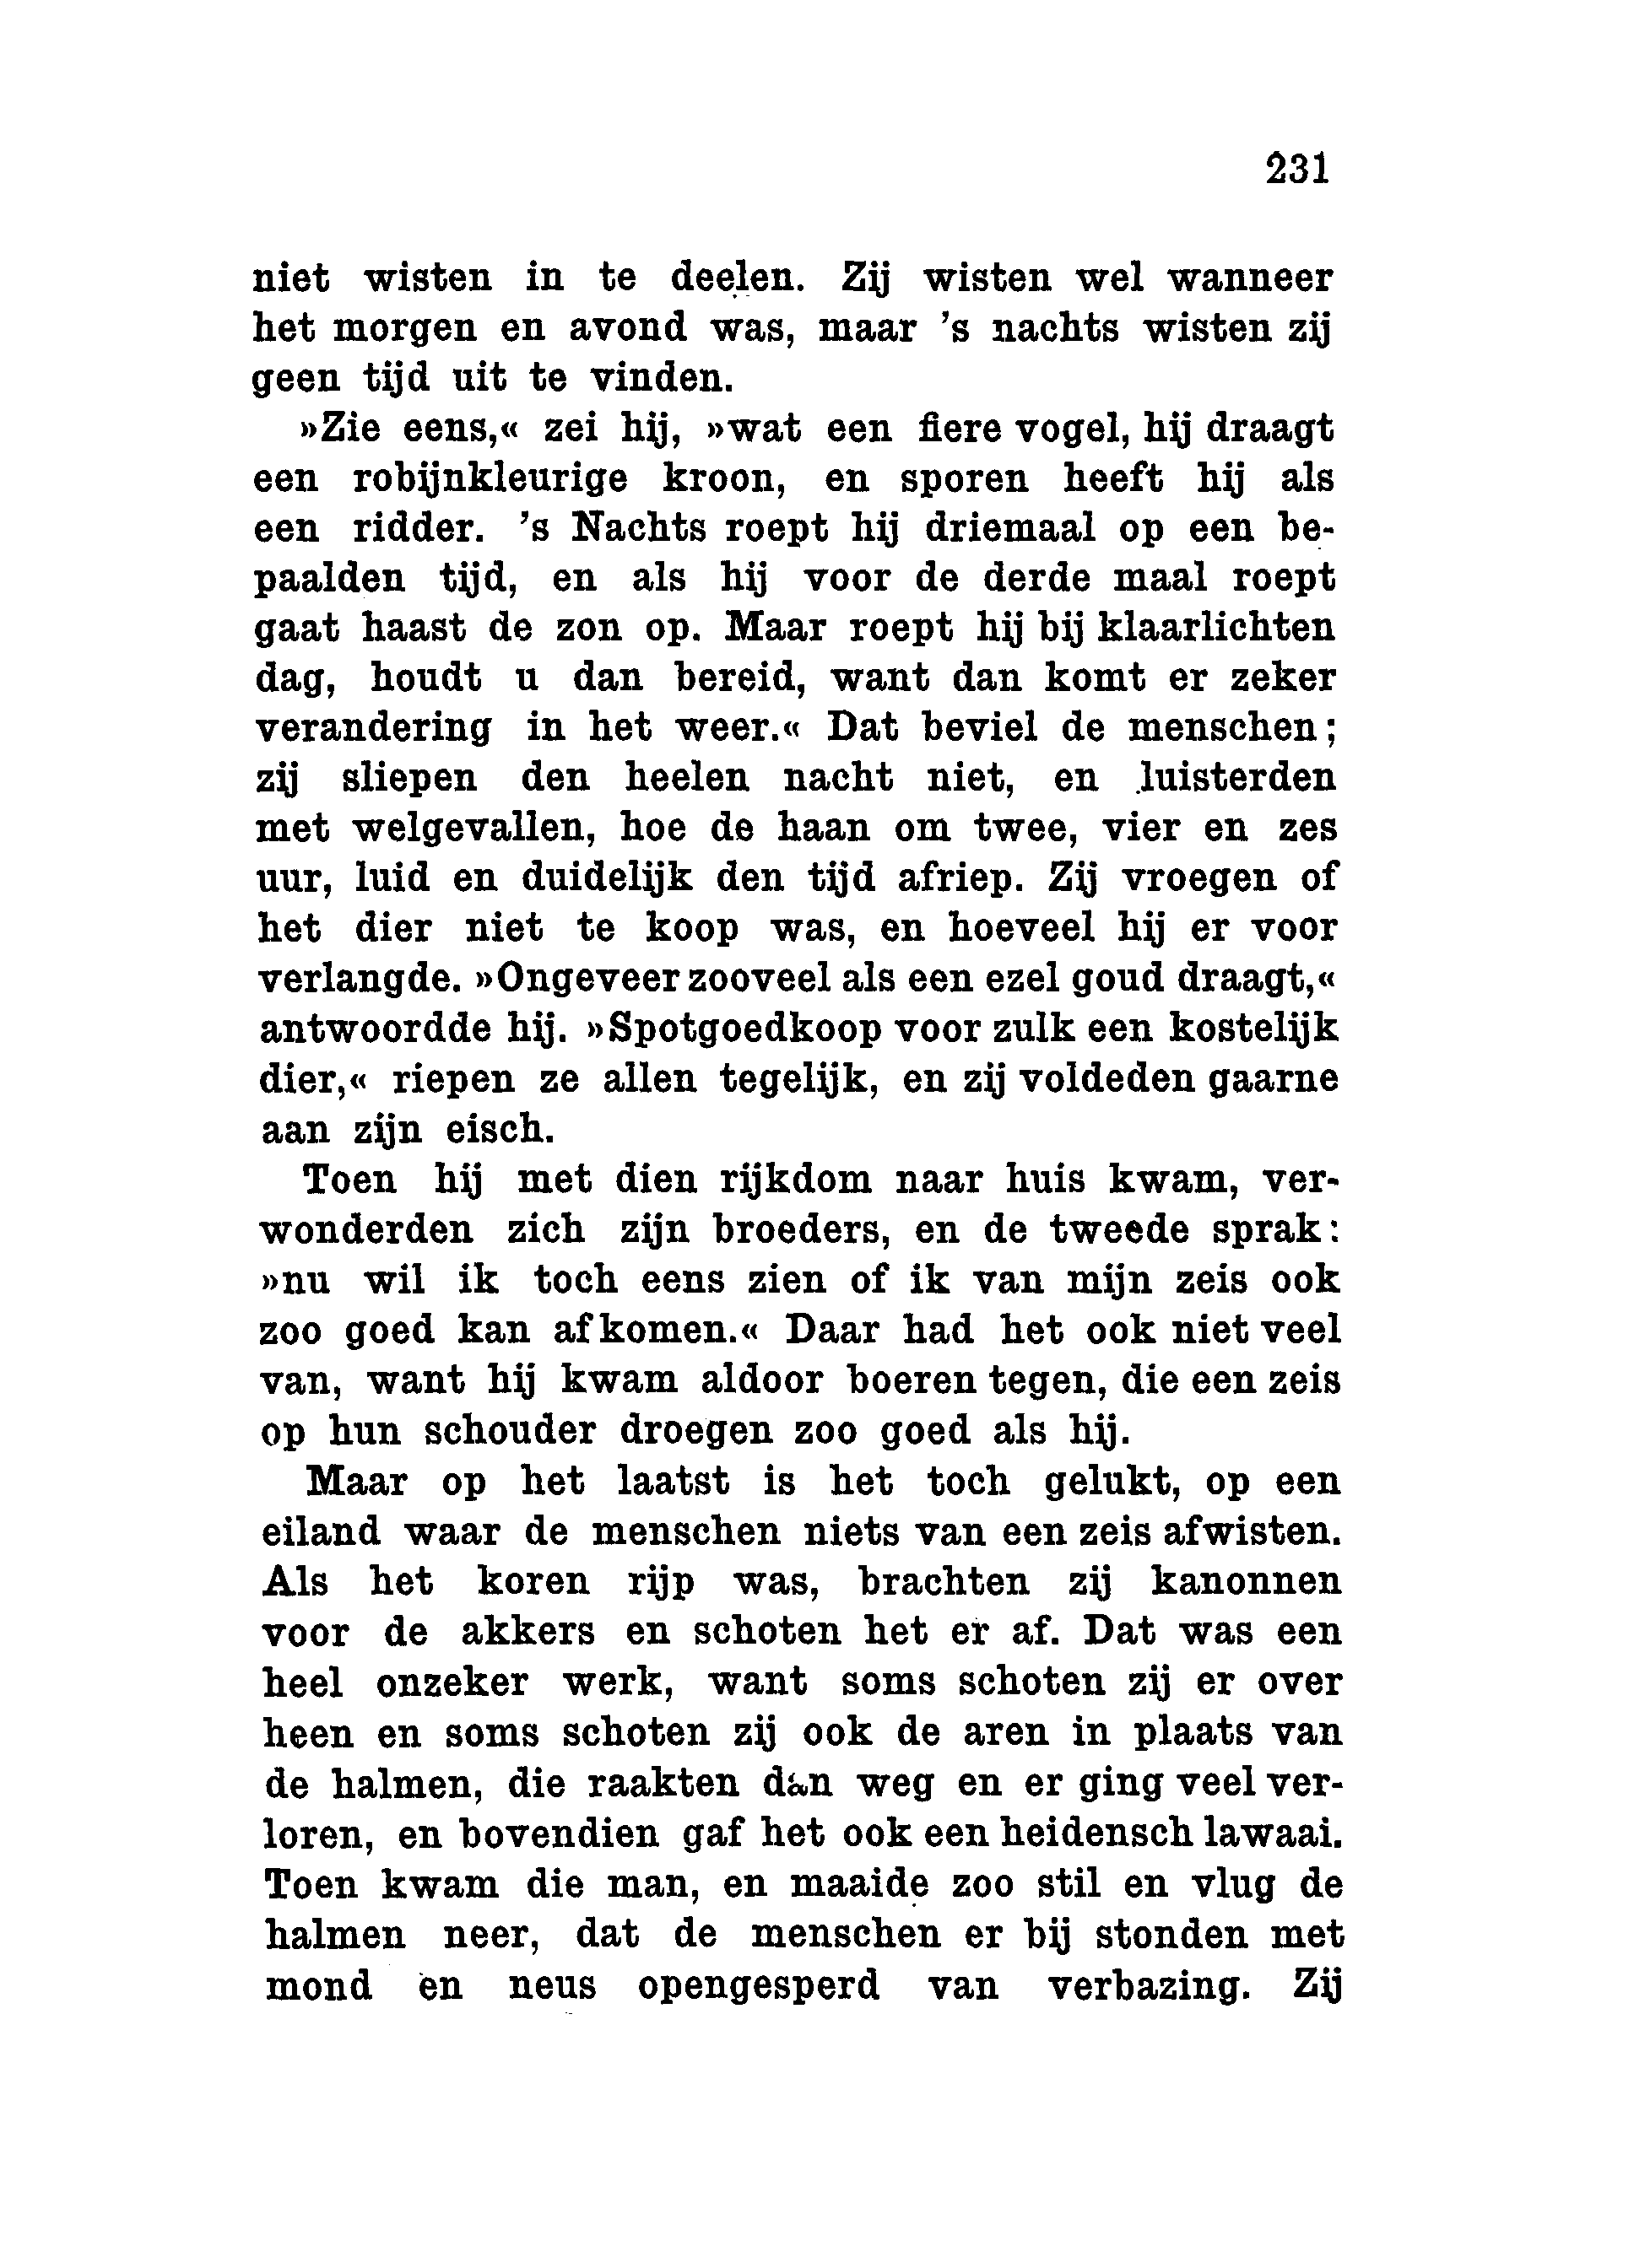 231
niet wisten in te deelen. Zij wisten wel wanneer
het morgen en avond was, maar 's nachts wisten zij
geen tijd uit te vinden.
»Zie eens,« zei hij, »wat een fiere vogel, hij draagt
een robijnkleurige kroon, en sporen heeft hij als
een ridder. 's Nachts roept hij driemaal op een be-
paalden tijd, en als hij voor de derde maal roept
gaat haast de zon op. Maar roept hij bij klaarlichten
dag, houdt u dan bereid, want dan komt er zeker
verandering in het weer.« Dat beviel de menschen;
zij sliepen den heelen nacht niet, en luisterden
met welgevallen, hoe de haan om twee, vier en zes
uur, luid en duidelijk den tijd afriep. Zij vroegen of
het dier niet te koop was, en hoeveel hij er voor
verlangde. »Ongeveer zooveel als een ezel goud draagt,«
antwoordde hij. »Spotgoedkoop voor zulk een kostelijk
dier,« riepen ze allen tegelijk, en zij voldeden gaarne
aan zijn eisch.
Toen hij met dien rijkdom naar huis kwam, ver-
wonderden zich zijn broeders, en de tweede sprak:
»nu wil ik toch eens zien of ik van mijn zeis ook
zoo goed kan afkomen.« Daar had het ook niet veel
van, want hij kwam aldoor boeren tegen, die een zeis
op hun schouder droegen zoo goed als hij.
Maar op het laatst is het toch gelukt, op een
eiland waar de menschen niets van een zeis afwisten.
Als het koren rijp was, brachten zij kanonnen
voor de akkers en schoten het er af. Dat was een
heel onzeker werk, want soms schoten zij er over
heen en soms schoten zij ook de aren in plaats van
de halmen, die raakten dan weg en er ging veel ver-
loren, en bovendien gaf het ook een heidensch lawaai.
Toen kwam die man, en maaide zoo stil en vlug de
halmen neer, dat de menschen er bij stonden met
mond en neus opengesperd van verbazing. Zij